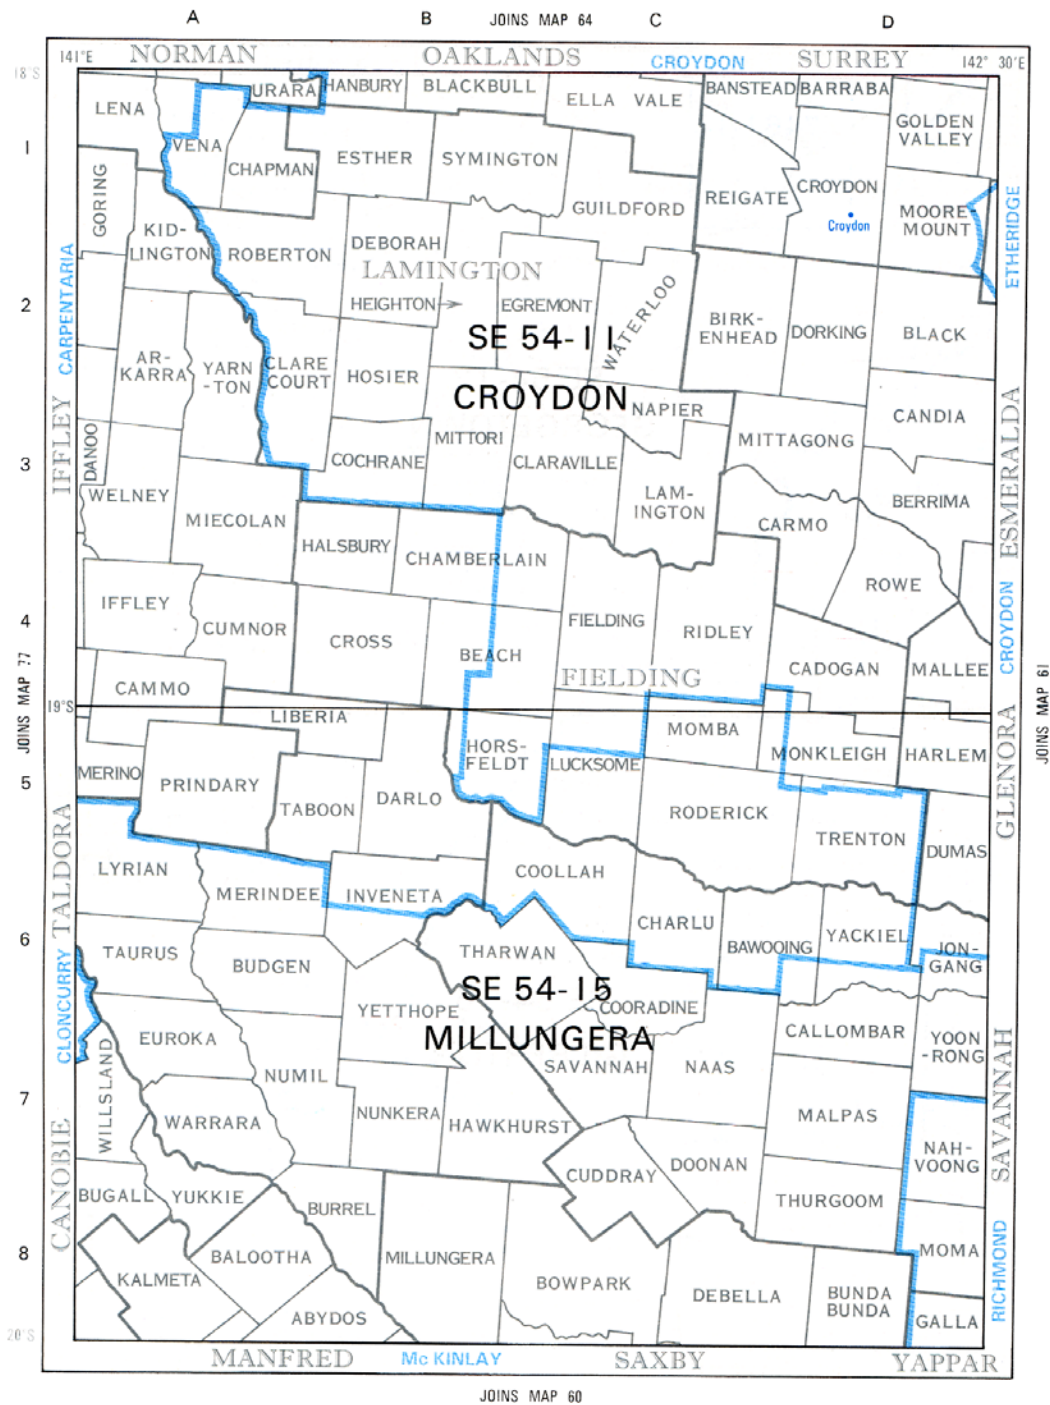 A
B
JOINS MAP 64
C
D
141°E
NORMAN
OAKLANDS
CROYDON
SURREY
142° 30'E
18°S
URARA
HANBURY
BLACKBULL
ELLA VALE
BANSTEAD
BARRABA
LENA
GOLDEN
VALLEY
1
VENA
CHAPMAN
ESTHER
SYMINGTON
GORING
REIGATE
CROYDON
Croydon
MOORE
MOUNT
ETHERIDGE
GUILDFORD
KID-
LINGTON
ROBERTON
DEBORAH
LAMINGTON
CARPENTARIA
2
HEIGHTON
EGREMONT
WATERLOO
BIRK-
ENHEAD
DORKING
BLACK
SE 54-11
CROYDON
AR-
KARRA
YARN
-TON
CLARE
COURT
HOSIER
NAPIER
CANDIA
IFFLEY
DANOO
MITTORI
MITTAGONG
ESMERALDA
3
COCHRANE
CLARAVILLE
WELNEY
LAM-
INGTON
BERRIMA
MIECOLAN
CARMO
HALSBURY
CHAMBERLAIN
ROWE
IFFLEY
4
CUMNOR
CROSS
FIELDING
RIDLEY
CROYDON
BEACH
CADOGAN
MALLEE
JOINS MAP 77
CAMMO
FIELDING
JOINS MAP 61
19°S
LIBERIA
MOMBA
HORS-
FELDT
LUCKSOME
MONKLEIGH
HARLEM
GLENORA
5
MERINO
PRINDARY
TABOON
DARLO
RODERICK
TRENTON
DUMAS
TALDORA
LYRIAN
MERINDEE
INVENETA
COOLLAH
CHARLU
6
TAURUS
BUDGEN
THARWAN
BAWOOING
YACKIEL
JON-
GANG
SE 54-15
MILLUNGERA
YETTHOPE
COORADINE
CLONCURRY
EUROKA
CALLOMBAR
YOON
-RONG
WILLSLAND
NUMIL
SAVANNAH
NAAS
SAVANNAH
7
WARRARA
NUNKERA
HAWKHURST
MALPAS
NAH-
VOONG
CANOBIE
CUDDRAY
DOONAN
BUGALL
YUKKIE
BURREL
THURGOOM
8
BALOOTHA
MILLUNGERA
MOMA
KALMETA
BOWPARK
DEBELLA
BUNDA
BUNDA
RICHMOND
ABYDOS
GALLA
20°S
MANFRED
Mc KINLAY
SAXBY
YAPPAR
JOINS MAP 60